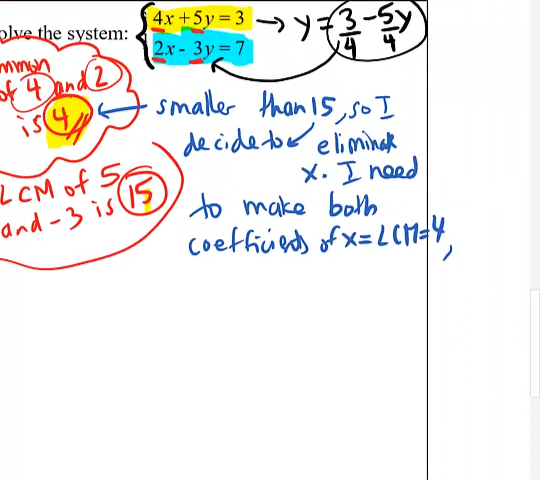 olve the system:
4x + 5y = 3 → y = 3/4 - 5y/4
2x - 3y = 7
mmon
of 4 and 2
is 4
smaller than 15, so I
decide to eliminate
x. I need
LCM of 5
and -3 is 15
to make both
coefficients of x = LCM = 4,